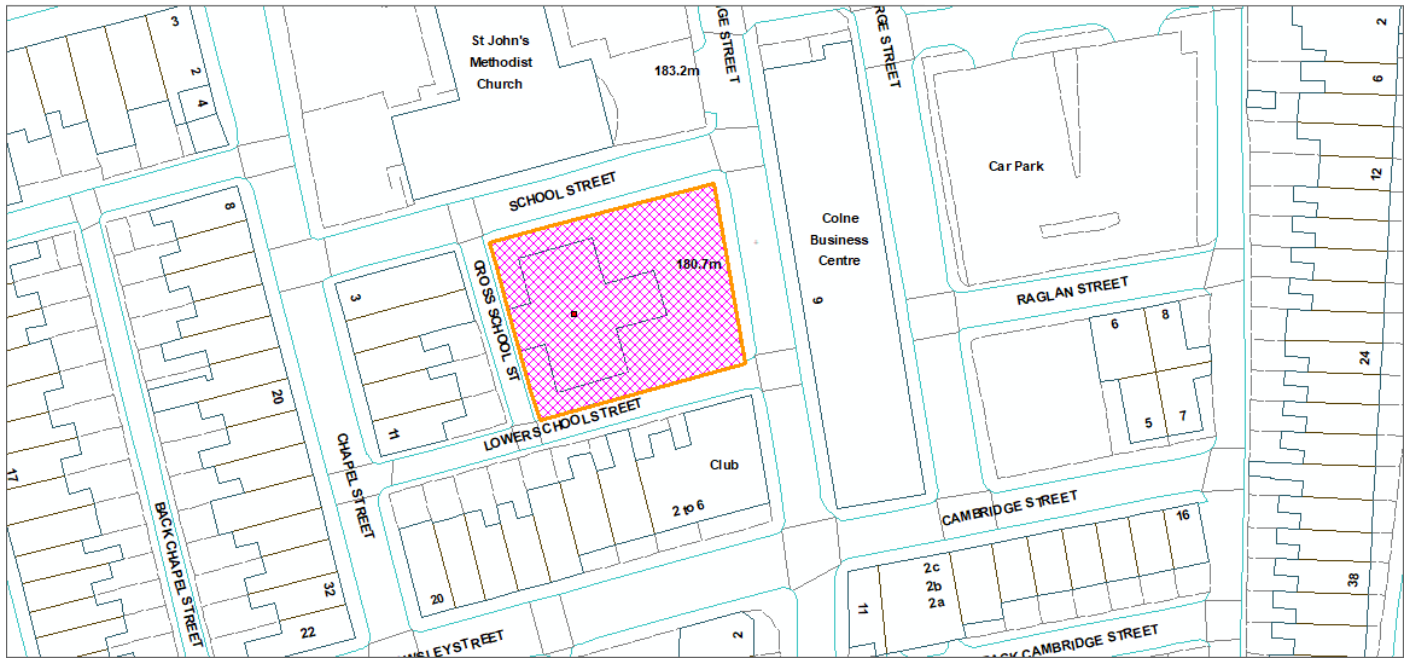 3
2
4
St John's
Methodist
Church
183.2m
GE STREET
RGE STREET
2
6
12
Car Park
SCHOOL STREET
8
Colne
Business
Centre
180.7m
CROSS SCHOOL ST
3
9
RAGLAN STREET
6
8
24
20
11
LOWER SCHOOL STREET
5
7
CHAPEL STREET
17
Club
2 to 6
BACK CHAPEL STREET
CAMBRIDGE STREET
16
2c
2b
2a
38
32
20
11
22
WSLEY STREET
2
ACK CAMBRIDGE STREET